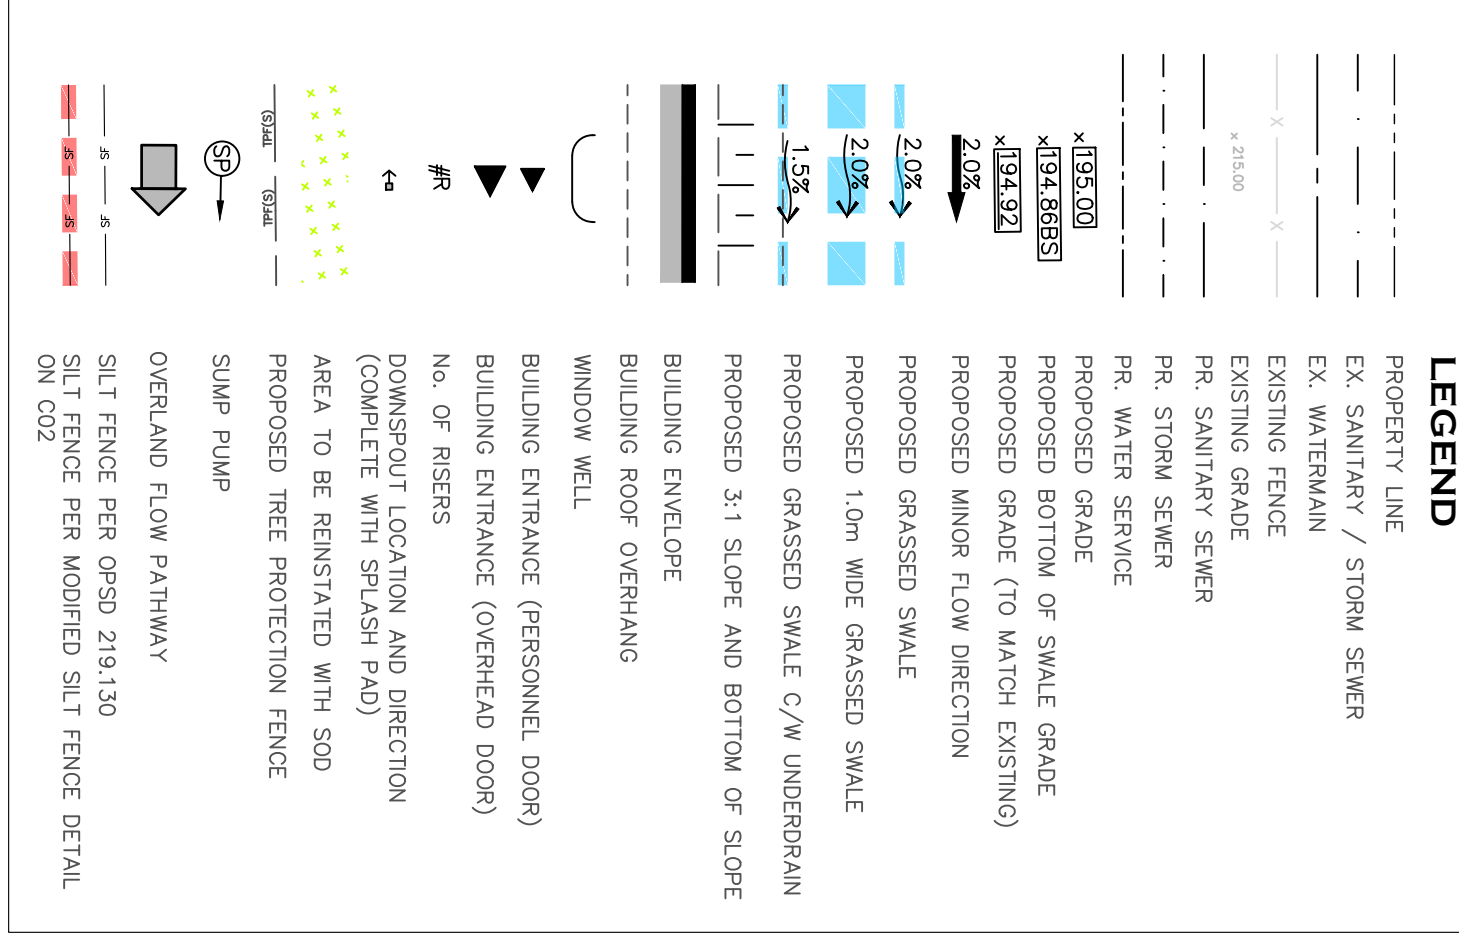 LEGEND
PROPERTY LINE
EX. SANITARY / STORM SEWER
EX. WATERMAIN
X X EXISTING FENCE
× 215.00 EXISTING GRADE
PR. SANITARY SEWER
PR. STORM SEWER
PR. WATER SERVICE
×195.00 PROPOSED GRADE
×194.86BS PROPOSED BOTTOM OF SWALE GRADE
×194.92 PROPOSED GRADE (TO MATCH EXISTING)
2.0% PROPOSED MINOR FLOW DIRECTION
2.0% PROPOSED GRASSED SWALE
2.0% PROPOSED 1.0m WIDE GRASSED SWALE
1.5% PROPOSED GRASSED SWALE C/W UNDERDRAIN
PROPOSED 3:1 SLOPE AND BOTTOM OF SLOPE
BUILDING ENVELOPE
BUILDING ROOF OVERHANG
WINDOW WELL
BUILDING ENTRANCE (PERSONNEL DOOR)
BUILDING ENTRANCE (OVERHEAD DOOR)
#R No. OF RISERS
DOWNSPOUT LOCATION AND DIRECTION
(COMPLETE WITH SPLASH PAD)
AREA TO BE REINSTATED WITH SOD
TPF(S) TPF(S) PROPOSED TREE PROTECTION FENCE
SP SUMP PUMP
OVERLAND FLOW PATHWAY
SF SF SILT FENCE PER OPSD 219.130
SF SF SILT FENCE PER MODIFIED SILT FENCE DETAIL
ON C02